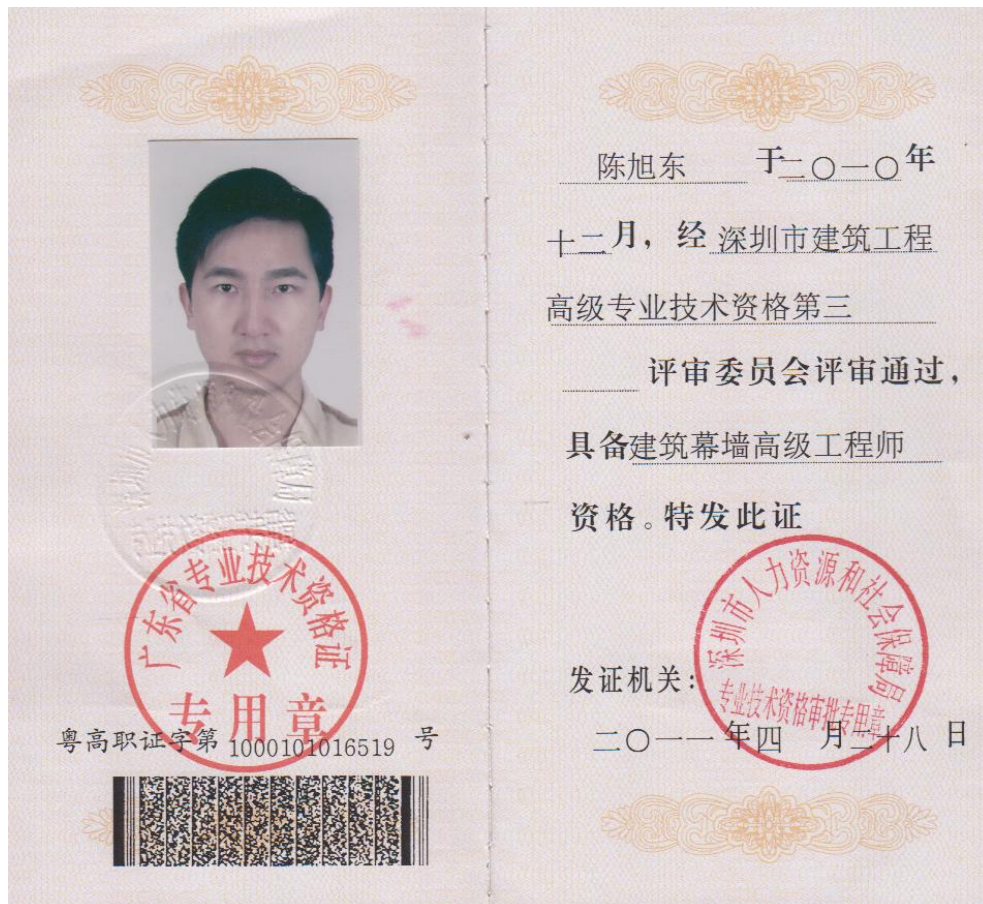 广东省专业技术资格证
专用章
粤高职证字第 1000101016519 号
陈旭东 于二〇一〇年
十二月，经 深圳市建筑工程
高级专业技术资格第三
评审委员会评审通过，
具备建筑幕墙高级工程师
资格。特发此证
深圳市人力资源和社会保障局
专业技术资格审批专用章
发证机关：
二〇一一年四 月二十八日